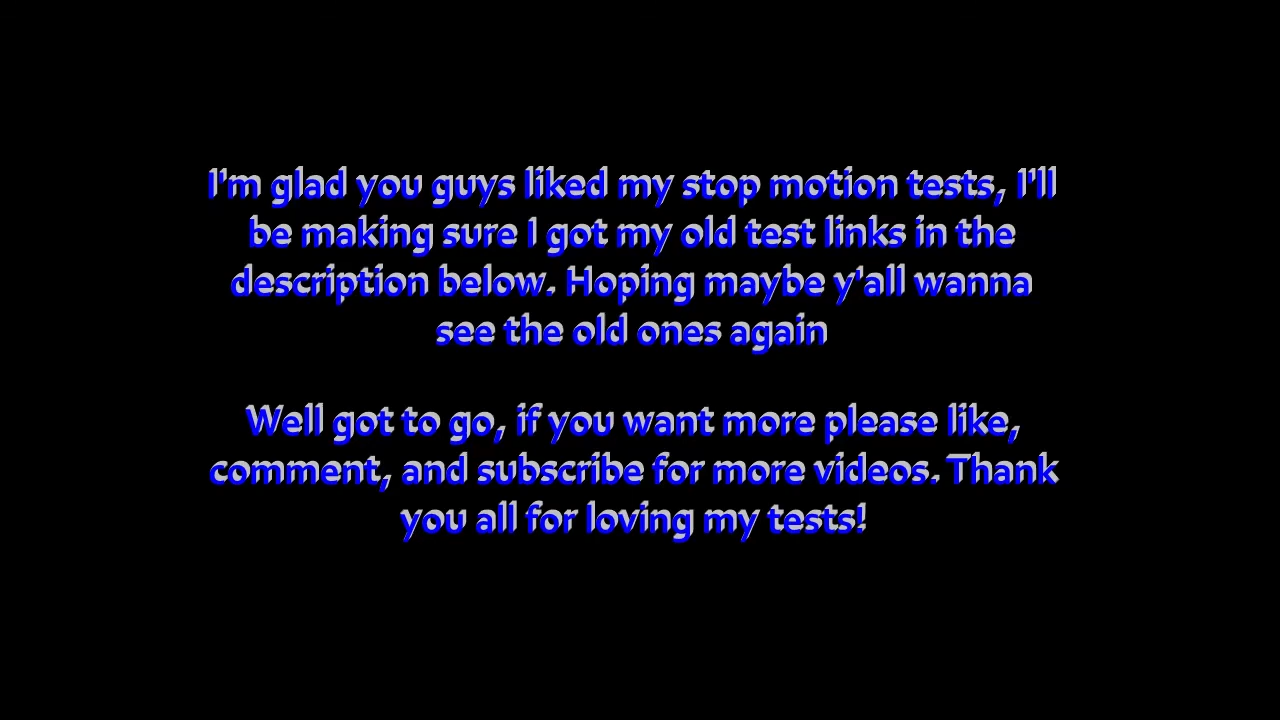 I'm glad you guys liked my stop motion tests, I'll
be making sure I got my old test links in the
description below. Hoping maybe y'all wanna
see the old ones again
Well got to go, if you want more please like,
comment, and subscribe for more videos. Thank
you all for loving my tests!